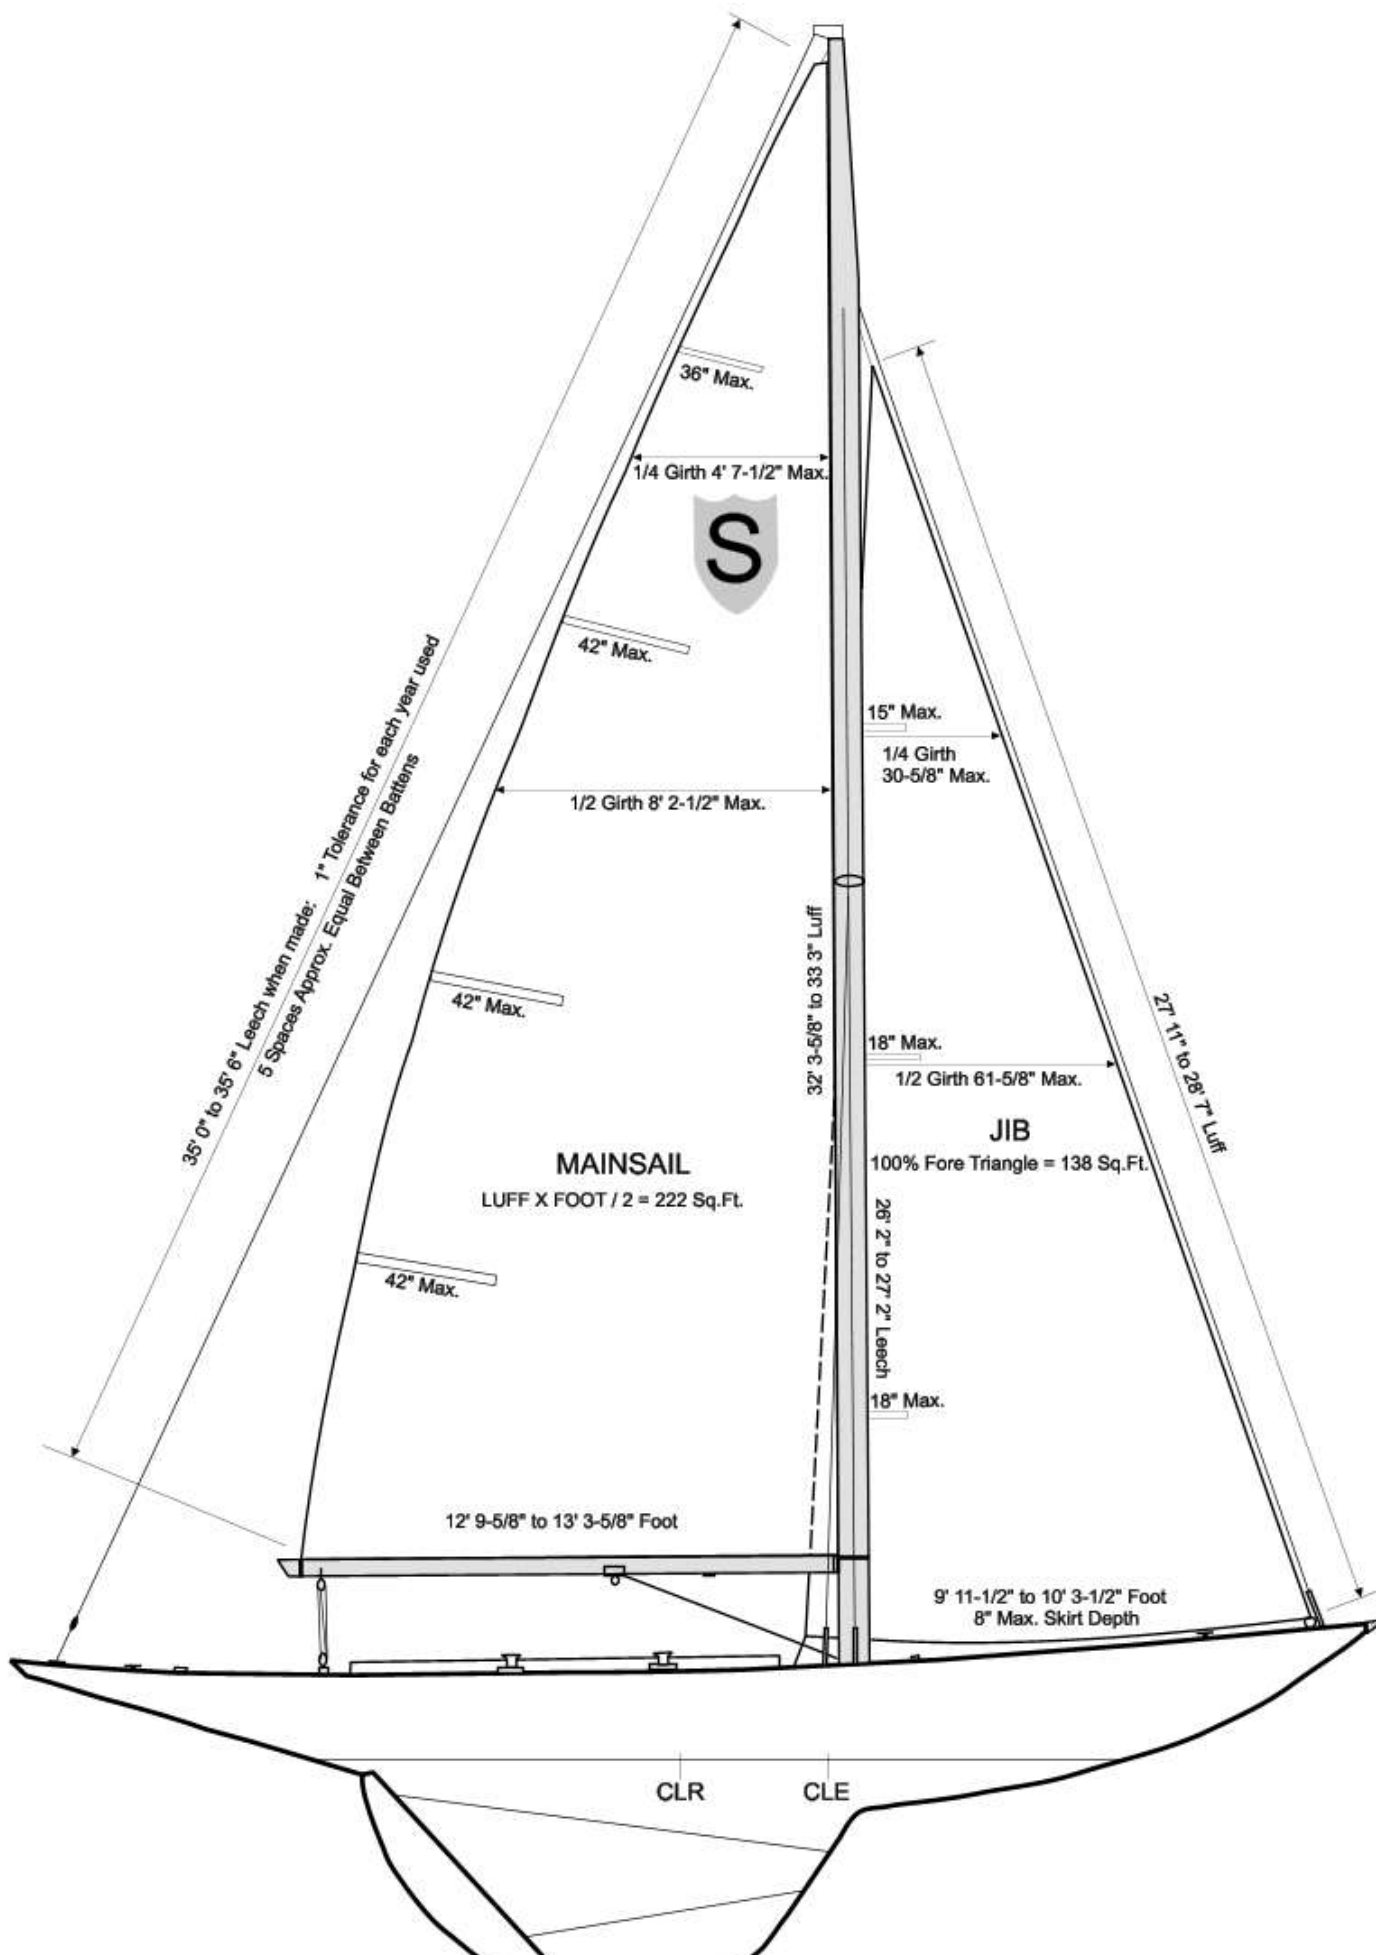 36" Max.
1/4 Girth 4' 7-1/2" Max.
S
42" Max.
15" Max.
1/4 Girth
30-5/8" Max.
1/2 Girth 8' 2-1/2" Max.
35' 0" to 35' 6" Leech when made: 1" Tolerance for each year used
5 Spaces Approx. Equal Between Battens
42" Max.
32' 3-5/8" to 33 3" Luff
27' 11" to 28' 7" Luff
18" Max.
1/2 Girth 61-5/8" Max.
JIB
100% Fore Triangle = 138 Sq.Ft.
MAINSAIL
LUFF X FOOT / 2 = 222 Sq.Ft.
26' 2" to 27' 2" Leech
42" Max.
18" Max.
12' 9-5/8" to 13' 3-5/8" Foot
9' 11-1/2" to 10' 3-1/2" Foot
8" Max. Skirt Depth
CLR
CLE